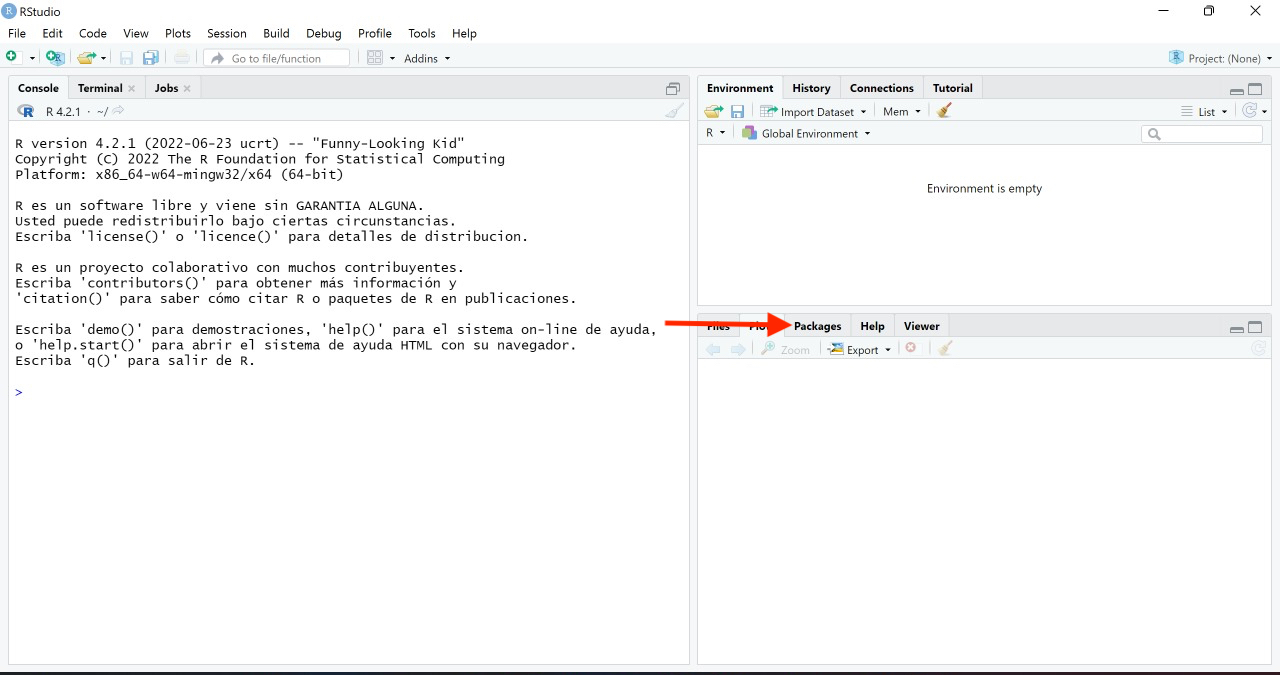 RStudio
File Edit Code View Plots Session Build Debug Profile Tools Help
Go to file/function Addins Project: (None)
Console Terminal Jobs
R 4.2.1 · ~/
R version 4.2.1 (2022-06-23 ucrt) -- "Funny-Looking Kid"
Copyright (C) 2022 The R Foundation for Statistical Computing
Platform: x86_64-w64-mingw32/x64 (64-bit)
R es un software libre y viene sin GARANTIA ALGUNA.
Usted puede redistribuirlo bajo ciertas circunstancias.
Escriba 'license()' o 'licence()' para detalles de distribucion.
R es un proyecto colaborativo con muchos contribuyentes.
Escriba 'contributors()' para obtener más información y
'citation()' para saber cómo citar R o paquetes de R en publicaciones.
Escriba 'demo()' para demostraciones, 'help()' para el sistema on-line de ayuda,
o 'help.start()' para abrir el sistema de ayuda HTML con su navegador.
Escriba 'q()' para salir de R.
>
Environment History Connections Tutorial
Import Dataset Mem List
R Global Environment
Environment is empty
Files Packages Help Viewer
Zoom Export